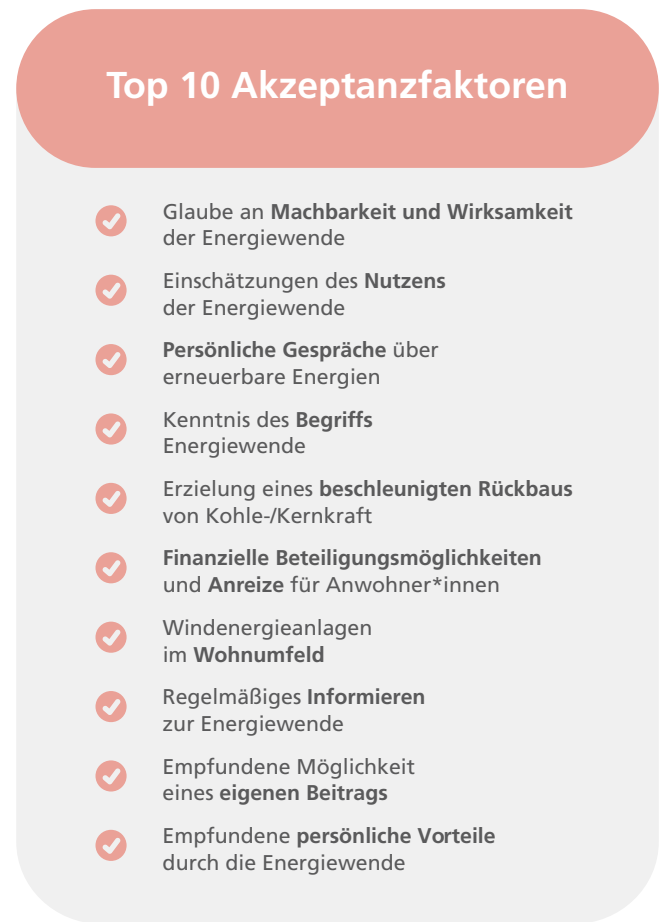 Top 10 Akzeptanzfaktoren
Glaube an Machbarkeit und Wirksamkeit
der Energiewende
Einschätzungen des Nutzens
der Energiewende
Persönliche Gespräche über
erneuerbare Energien
Kenntnis des Begriffs
Energiewende
Erzielung eines beschleunigten Rückbaus
von Kohle-/Kernkraft
Finanzielle Beteiligungsmöglichkeiten
und Anreize für Anwohner*innen
Windenergieanlagen
im Wohnumfeld
Regelmäßiges Informieren
zur Energiewende
Empfundene Möglichkeit
eines eigenen Beitrags
Empfundene persönliche Vorteile
durch die Energiewende